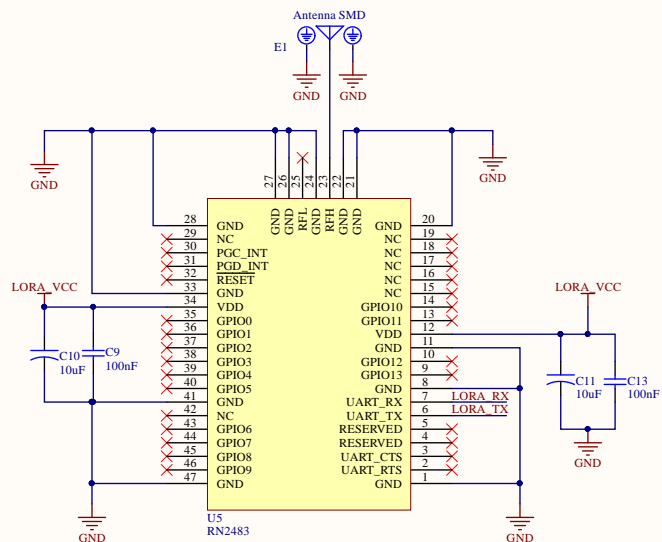 Antenna SMD
E1
GND GND
GND
GND
27 26 25 24 23 22 21
GND GND RFL GND RFH GND GND
28 GND GND 20
29 NC NC 19
30 PGC_INT NC 18
31 PGD_INT NC 17
32 RESET NC 16
33 GND NC 15
34 VDD GPIO10 14
35 GPIO0 GPIO11 13
36 GPIO1 VDD 12
37 GPIO2 GND 11
38 GPIO3 GPIO12 10
39 GPIO4 GPIO13 9
40 GPIO5 GND 8
41 GND UART_RX 7 LORA_RX
42 NC UART_TX 6 LORA_TX
43 GPIO6 RESERVED 5
44 GPIO7 RESERVED 4
45 GPIO8 UART_CTS 3
46 GPIO9 UART_RTS 2
47 GND GND 1
LORA_VCC
C10
10uF
C9
100nF
GND
LORA_VCC
C11
10uF
C13
100nF
GND
GND
U5
RN2483